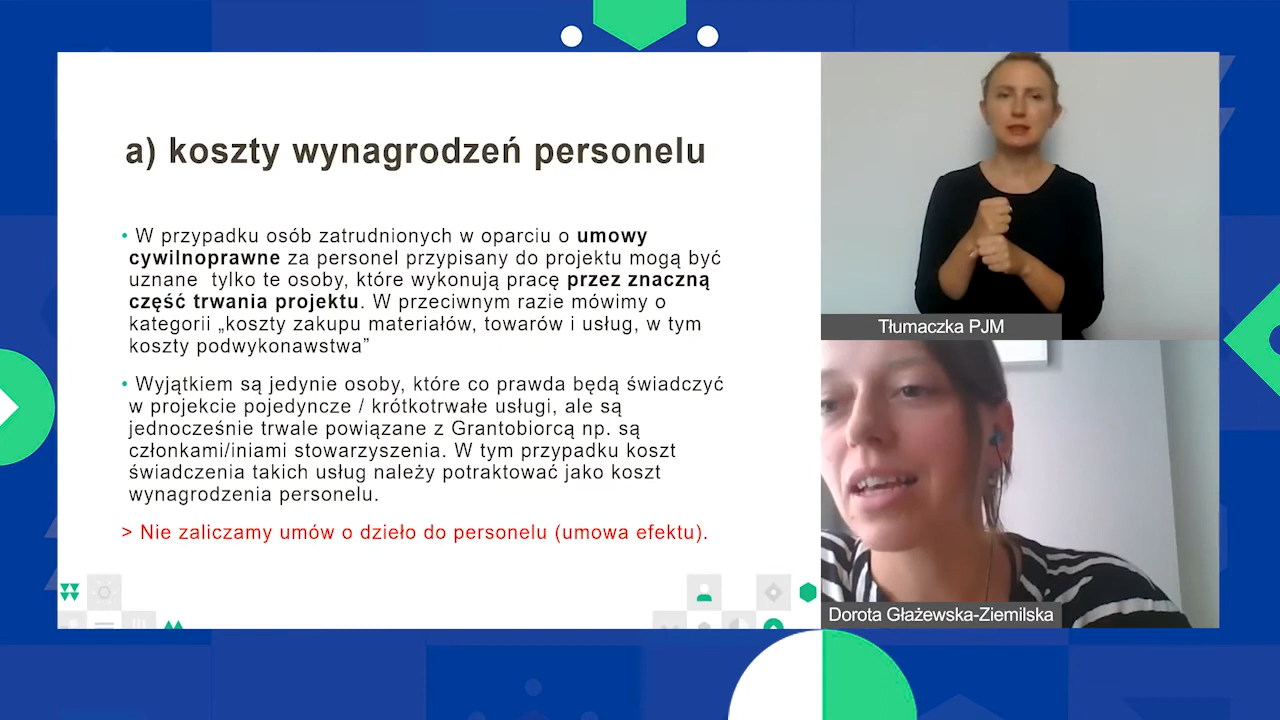 a) koszty wynagrodzeń personelu
• W przypadku osób zatrudnionych w oparciu o umowy
cywilnoprawne za personel przypisany do projektu mogą być
uznane tylko te osoby, które wykonują pracę przez znaczną
część trwania projektu. W przeciwnym razie mówimy o
kategorii „koszty zakupu materiałów, towarów i usług, w tym
koszty podwykonawstwa”
• Wyjątkiem są jedynie osoby, które co prawda będą świadczyć
w projekcie pojedyncze / krótkotrwałe usługi, ale są
jednocześnie trwale powiązane z Grantobiorcą np. są
członkami/iniami stowarzyszenia. W tym przypadku koszt
świadczenia takich usług należy potraktować jako koszt
wynagrodzenia personelu.
> Nie zaliczamy umów o dzieło do personelu (umowa efektu).
Tłumaczka PJM
Dorota Głażewska-Ziemilska